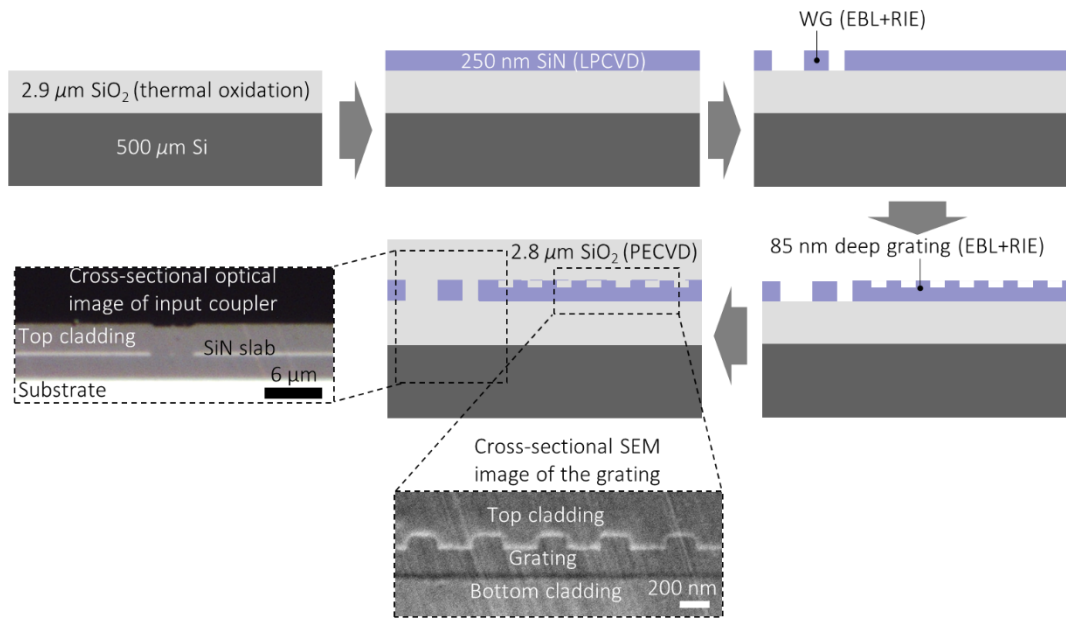 2.9 μm SiO₂ (thermal oxidation)
500 μm Si
250 nm SiN (LPCVD)
WG (EBL+RIE)
85 nm deep grating (EBL+RIE)
2.8 μm SiO₂ (PECVD)
Cross-sectional optical
image of input coupler
Top cladding
SiN slab
6 μm
Substrate
Cross-sectional SEM
image of the grating
Top cladding
Grating
200 nm
Bottom cladding